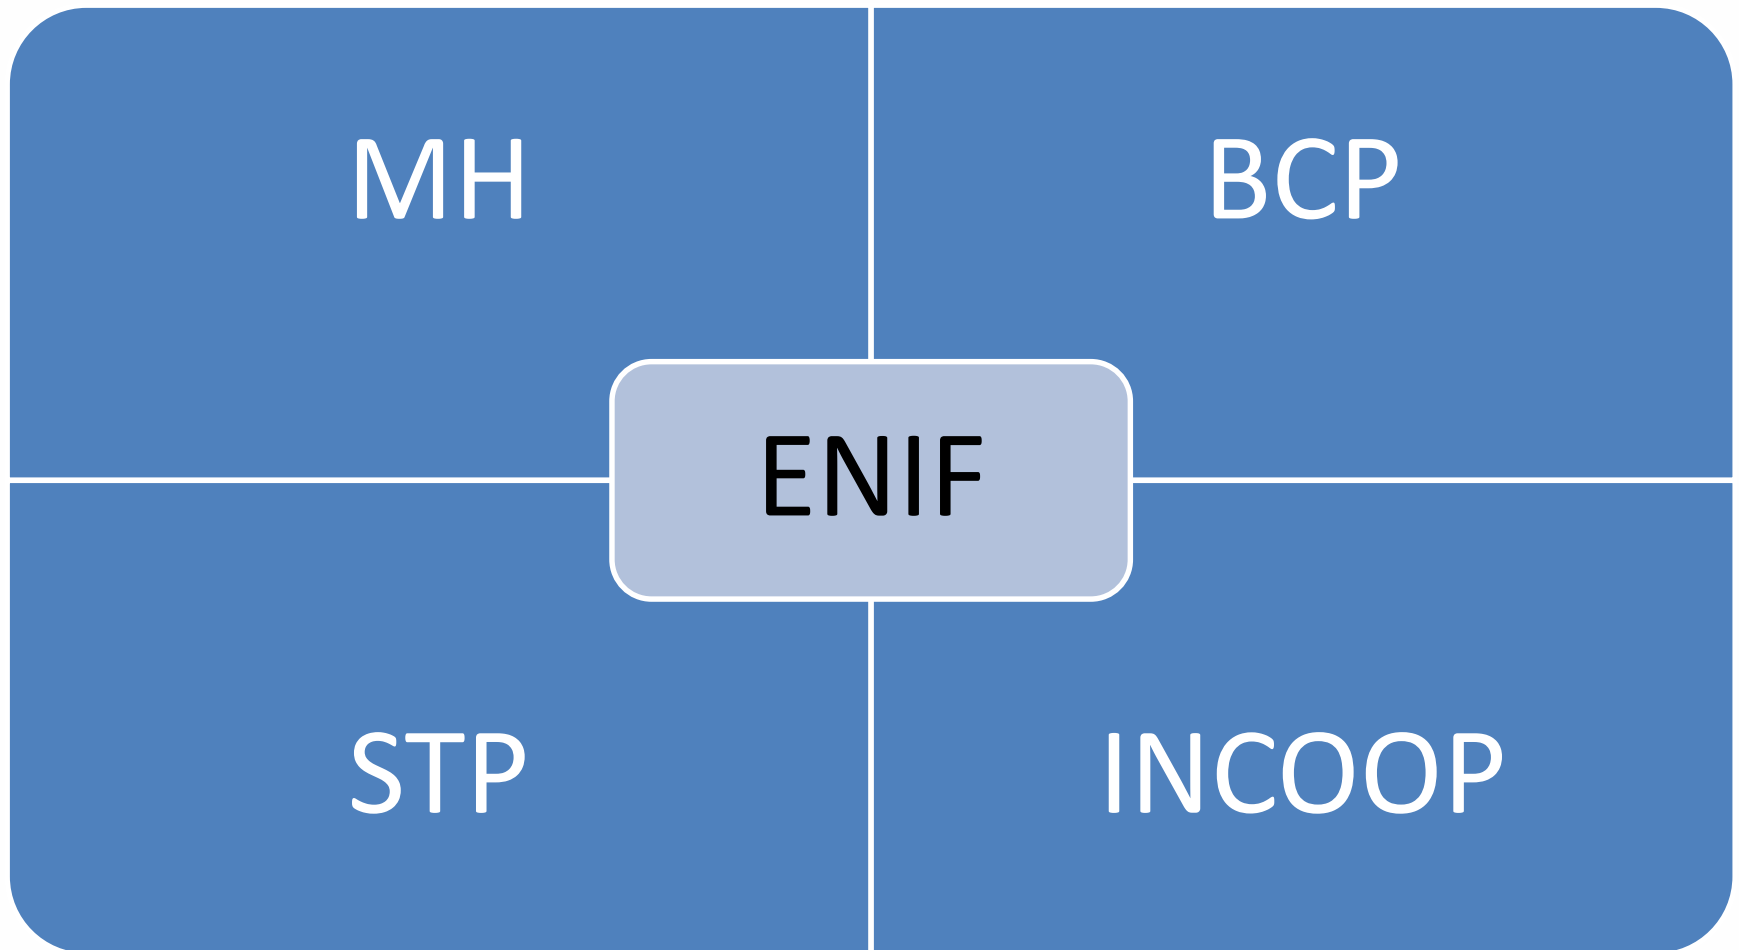 MH
BCP
ENIF
STP
INCOOP